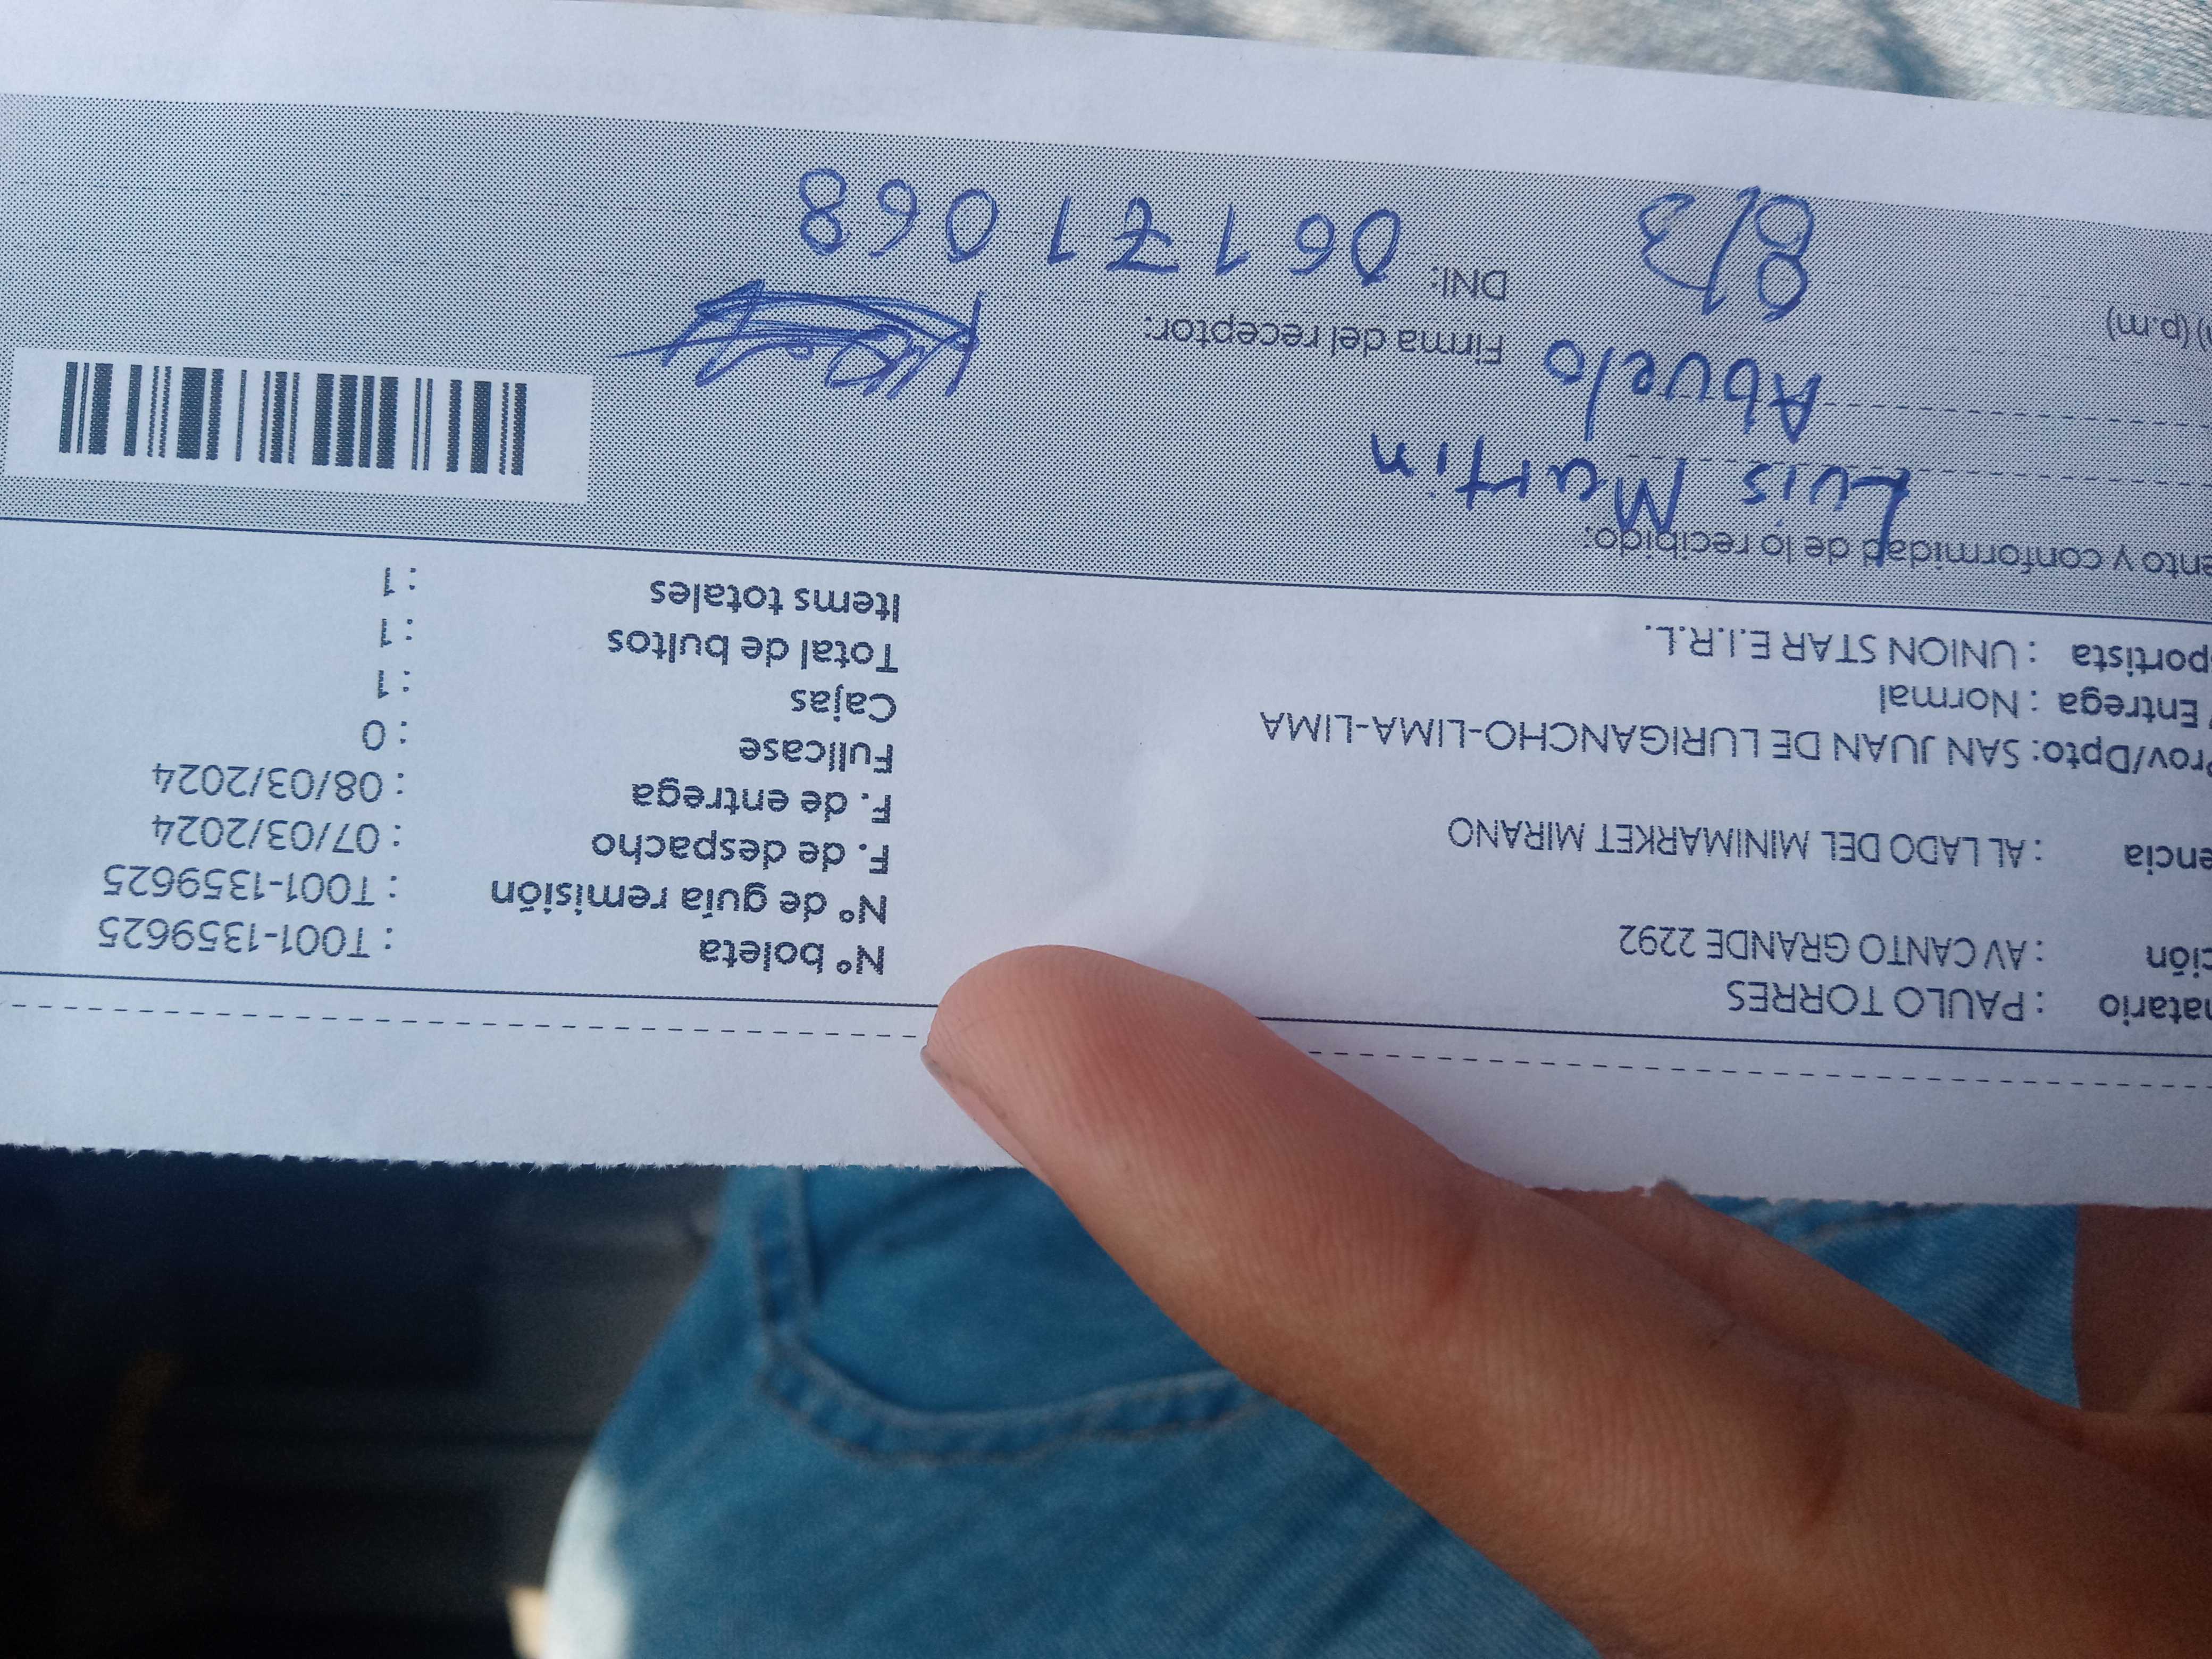 natario : PAULO TORRES
ción : AV CANTO GRANDE 2292
encia : AL LADO DEL MINIMARKET MIRANO
Prov/Dpto: SAN JUAN DE LURIGANCHO-LIMA-LIMA
Entrega : Normal
portista : UNION STAR E.I.R.L.
Nº boleta : T001-1359625
Nº de guía remisión : T001-1359625
F. de despacho : 07/03/2024
F. de entrega : 08/03/2024
Fullcase : 0
Cajas : 1
Total de bultos : 1
Items totales : 1
ento y conformidad de lo recibido:
Luis Martin
Abuelo
8/3
(p.m)
Firma del receptor:
DNI: 06171068